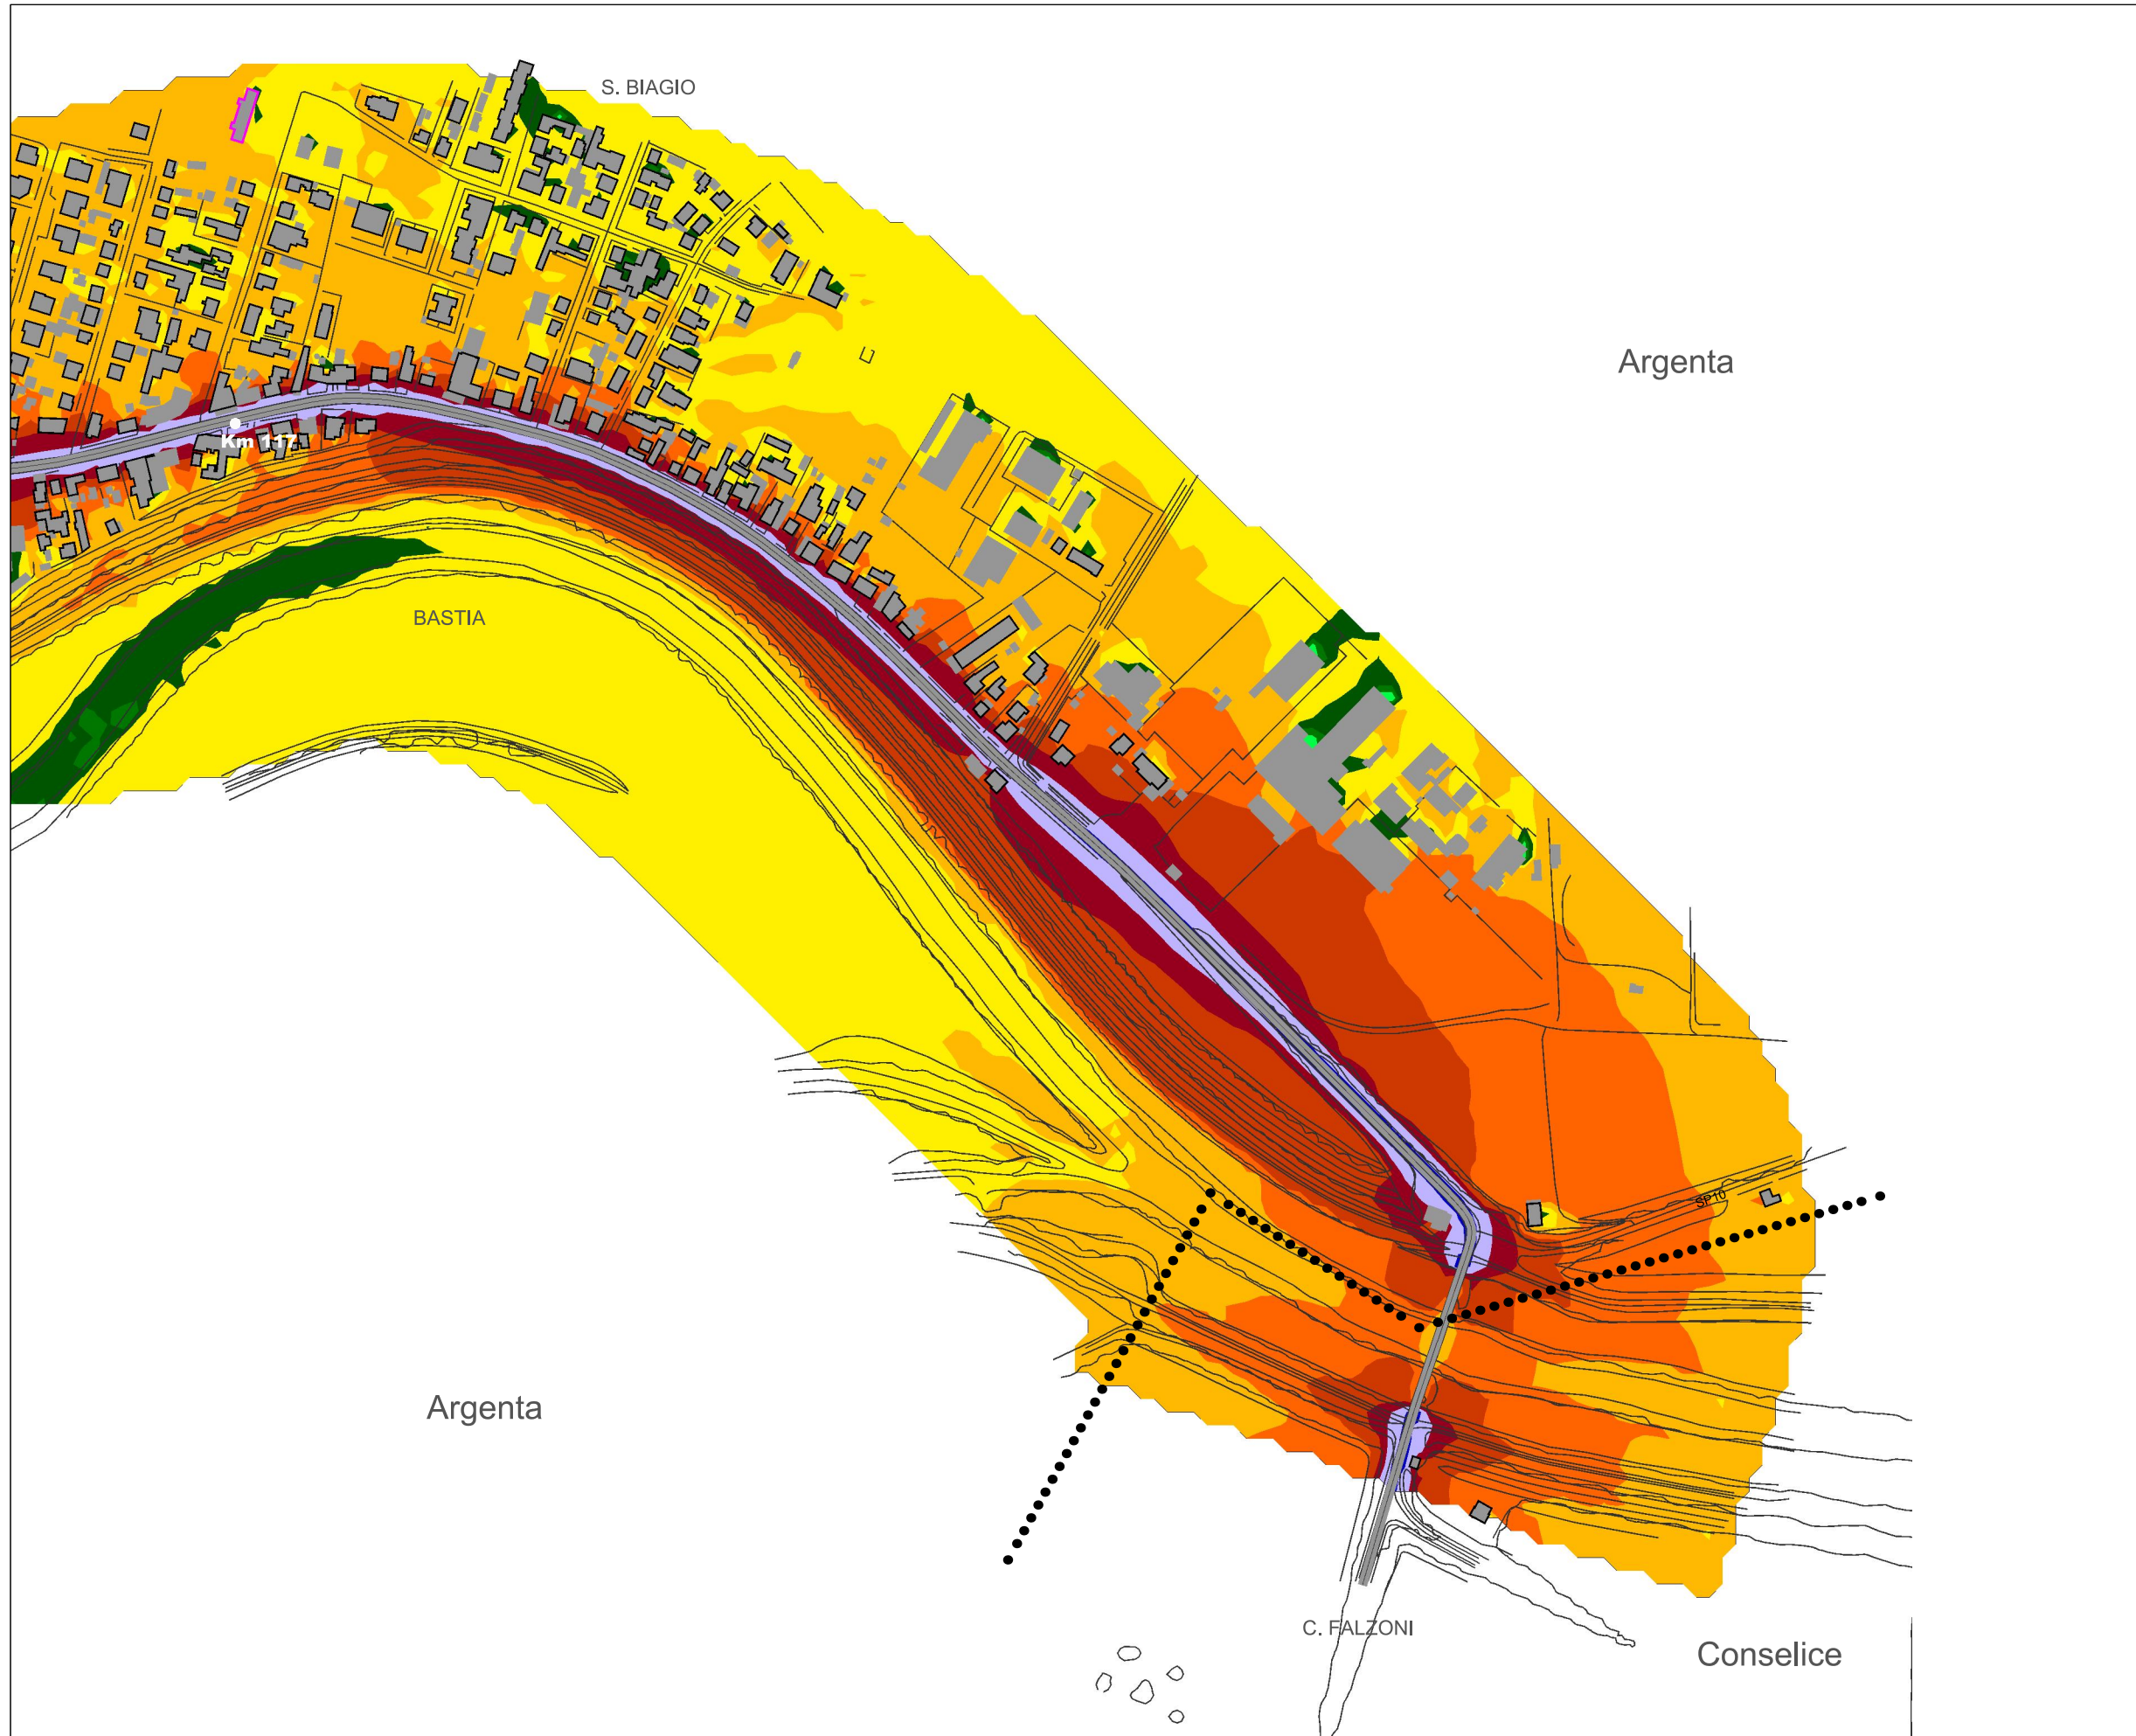 S. BIAGIO
Argenta
Km 117
BASTIA
SP10
Argenta
C. FALZONI
Conselice